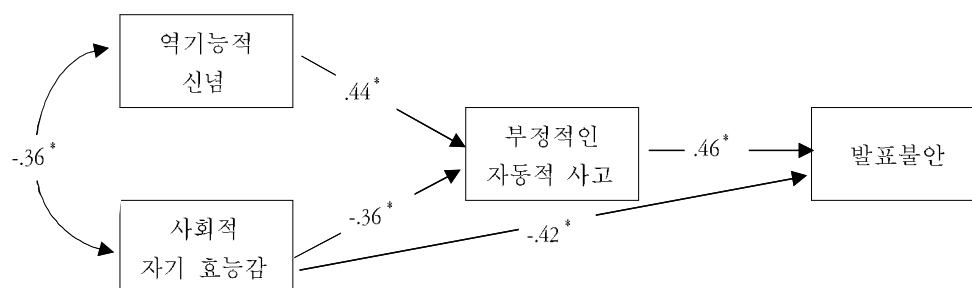 역기능적
신념
.44*
-.36*
부정적인
자동적 사고
.46*
발표불안
사회적
자기 효능감
-.36*
-.42*